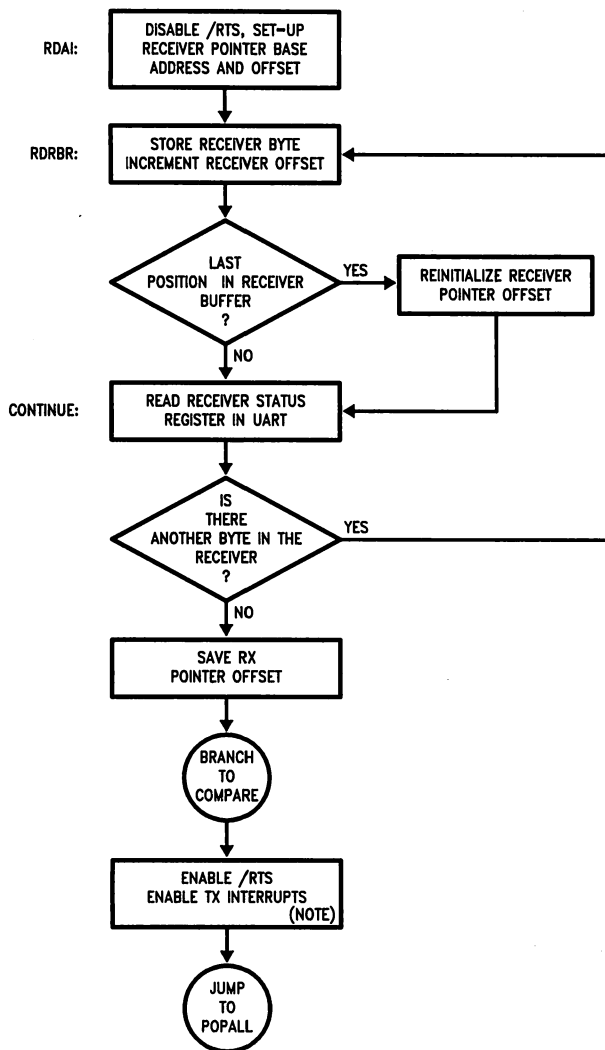 RDAI:
DISABLE /RTS, SET-UP
RECEIVER POINTER BASE
ADDRESS AND OFFSET
RDRBR:
STORE RECEIVER BYTE
INCREMENT RECEIVER OFFSET
LAST
POSITION IN RECEIVER
BUFFER
?
YES
REINITIALIZE RECEIVER
POINTER OFFSET
NO
CONTINUE:
READ RECEIVER STATUS
REGISTER IN UART
IS
THERE
ANOTHER BYTE IN THE
RECEIVER
?
YES
NO
SAVE RX
POINTER OFFSET
BRANCH
TO
COMPARE
ENABLE /RTS
ENABLE TX INTERRUPTS
(NOTE)
JUMP
TO
POPALL